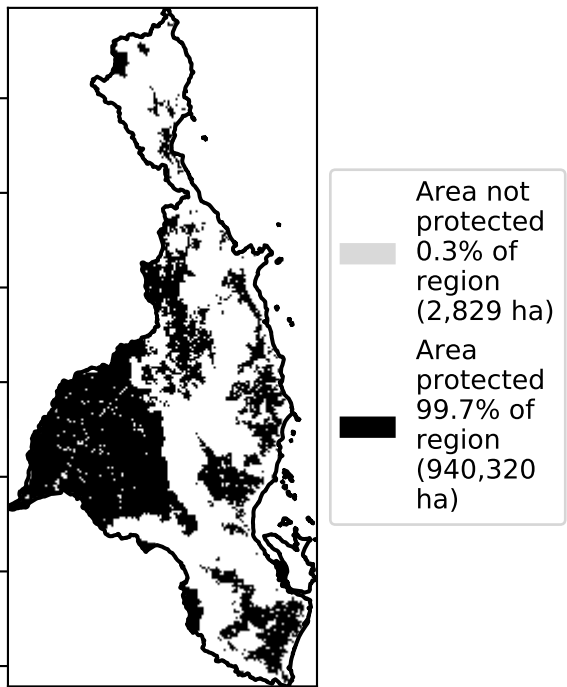 Area not
protected
0.3% of
region
(2,829 ha)
Area
protected
99.7% of
region
(940,320
ha)